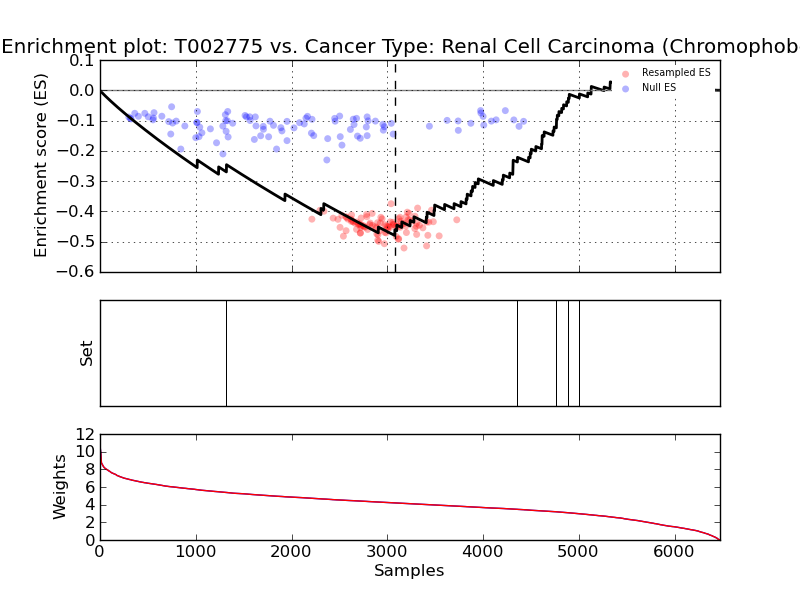 Enrichment plot: T002775 vs. Cancer Type: Renal Cell Carcinoma (Chromophob
0.1
0.0
−0.1
−0.2
−0.3
−0.4
−0.5
−0.6
Enrichment score (ES)
Resampled ES
Null ES
Set
12
10
8
6
4
2
0
Weights
0 1000 2000 3000 4000 5000 6000
Samples